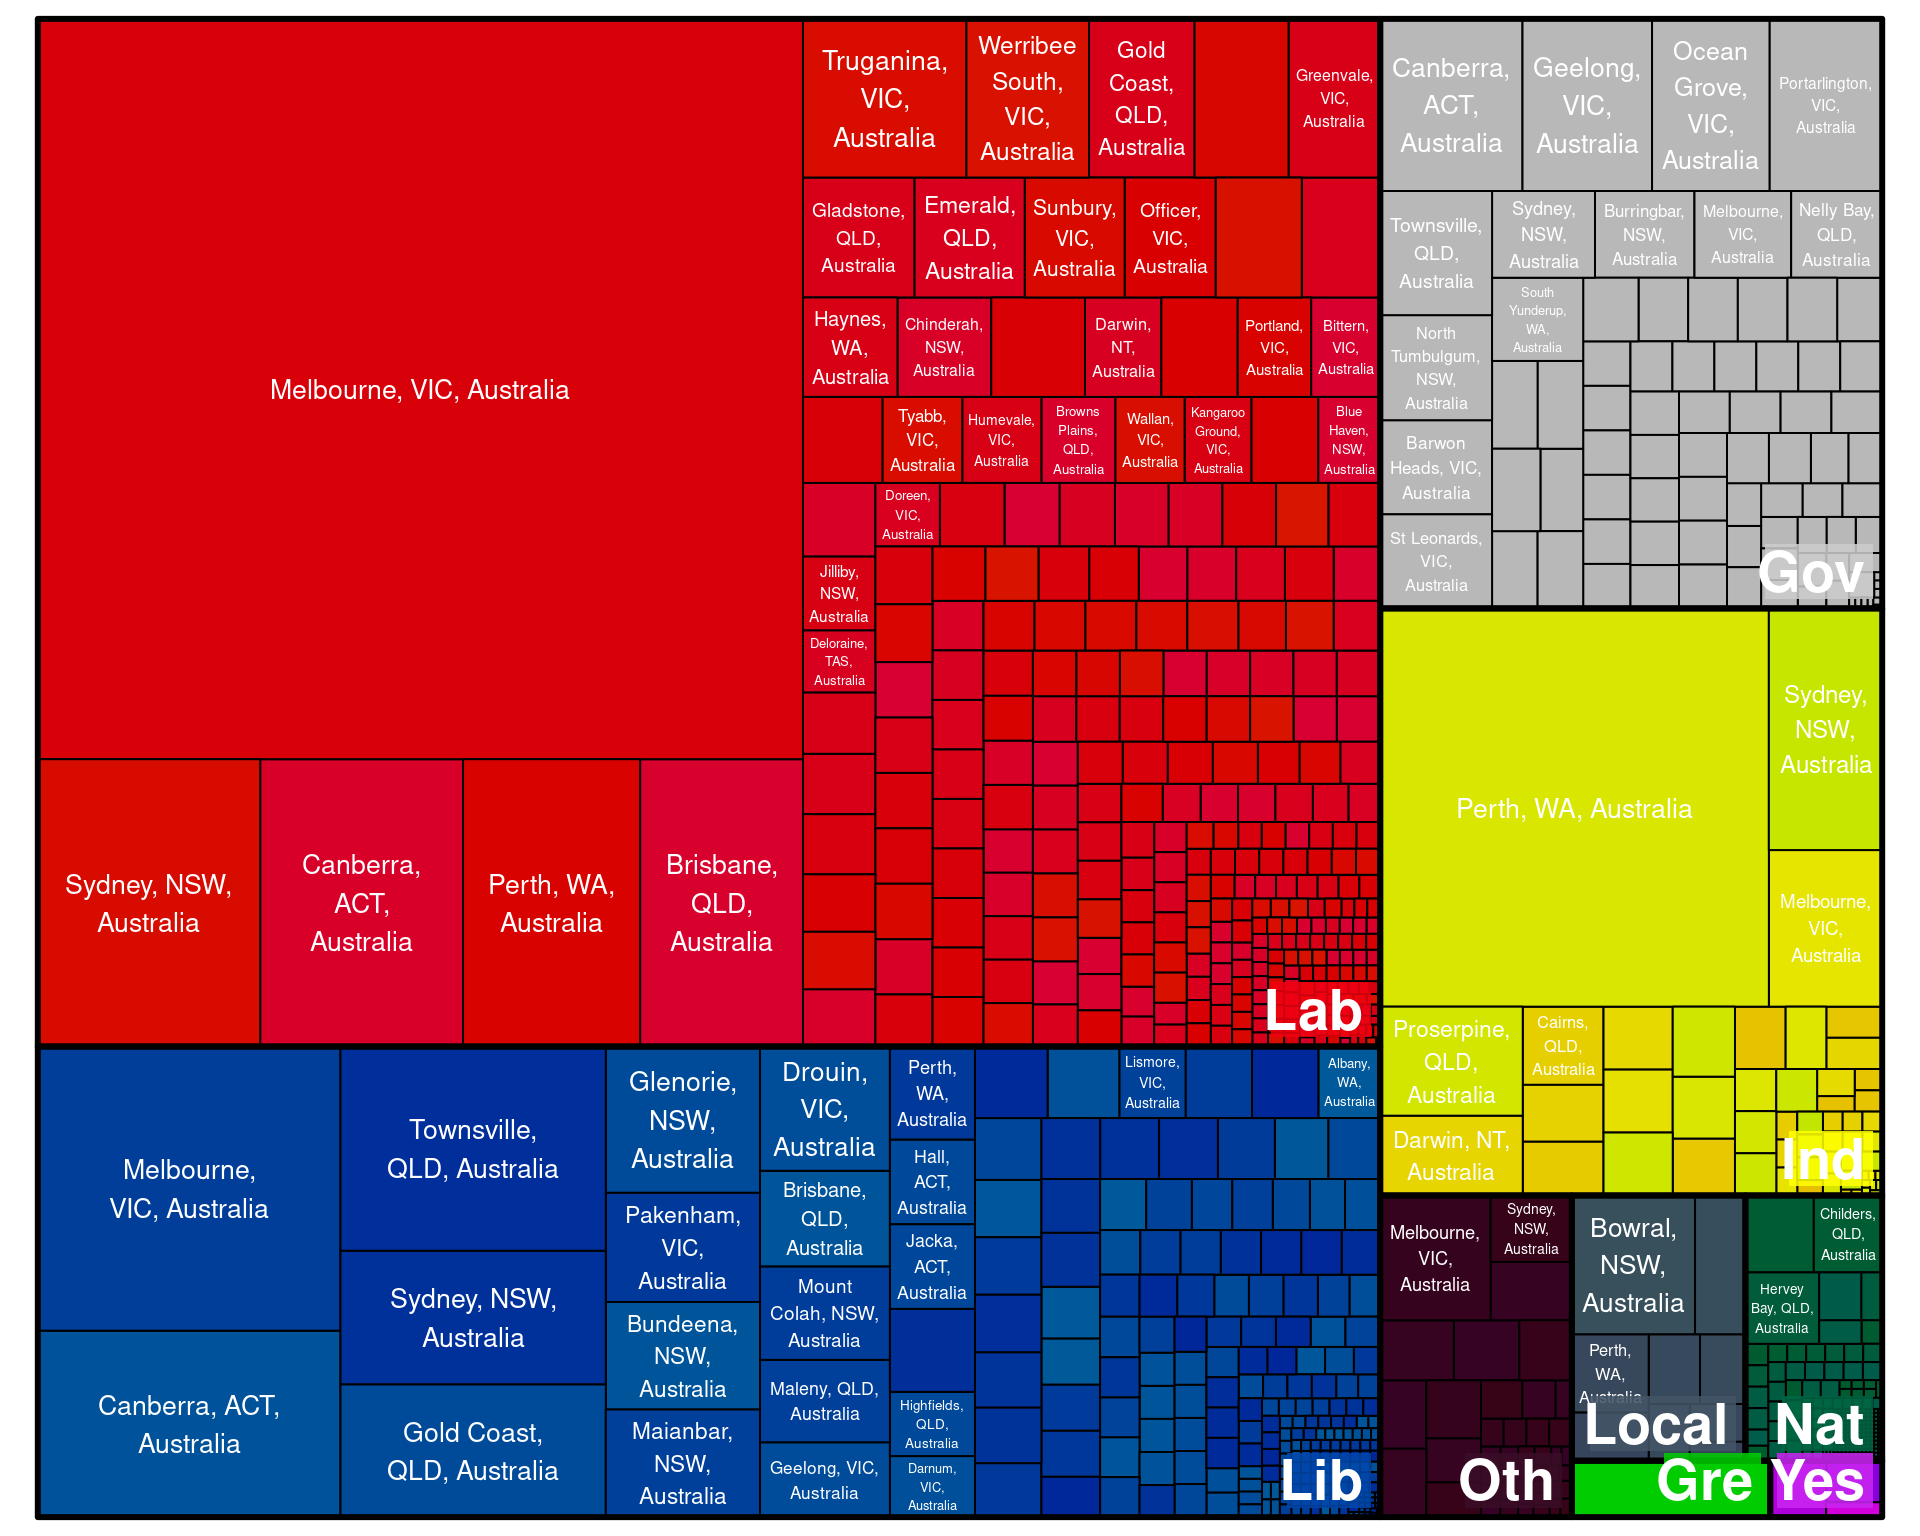 Melbourne, VIC, Australia
Sydney, NSW,
Australia
Canberra,
ACT,
Australia
Perth, WA,
Australia
Brisbane,
QLD,
Australia
Truganina,
VIC,
Australia
Werribee
South,
VIC,
Australia
Gold
Coast,
QLD,
Australia
Greenvale,
VIC,
Australia
Gladstone,
QLD,
Australia
Emerald,
QLD,
Australia
Sunbury,
VIC,
Australia
Officer,
VIC,
Australia
Haynes,
WA,
Australia
Chinderah,
NSW,
Australia
Darwin,
NT,
Australia
Portland,
VIC,
Australia
Bittern,
VIC,
Australia
Tyabb,
VIC,
Australia
Humevale,
VIC,
Australia
Browns
Plains,
QLD,
Australia
Wallan,
VIC,
Australia
Kangaroo
Ground,
VIC,
Australia
Blue
Haven,
NSW,
Australia
Doreen,
VIC,
Australia
Jilliby,
NSW,
Australia
Deloraine,
TAS,
Australia
Lab
Canberra,
ACT,
Australia
Geelong,
VIC,
Australia
Ocean
Grove,
VIC,
Australia
Portarlington,
VIC,
Australia
Townsville,
QLD,
Australia
Sydney,
NSW,
Australia
Burringbar,
NSW,
Australia
Melbourne,
VIC,
Australia
Nelly Bay,
QLD,
Australia
South
Yunderup,
WA,
Australia
North
Tumbulgum,
NSW,
Australia
Barwon
Heads, VIC,
Australia
St Leonards,
VIC,
Australia
Gov
Perth, WA, Australia
Sydney,
NSW,
Australia
Melbourne,
VIC,
Australia
Proserpine,
QLD,
Australia
Cairns,
QLD,
Australia
Darwin, NT,
Australia
Ind
Melbourne,
VIC, Australia
Canberra, ACT,
Australia
Townsville,
QLD, Australia
Sydney, NSW,
Australia
Gold Coast,
QLD, Australia
Glenorie,
NSW,
Australia
Pakenham,
VIC,
Australia
Bundeena,
NSW,
Australia
Maianbar,
NSW,
Australia
Drouin,
VIC,
Australia
Brisbane,
QLD,
Australia
Mount
Colah, NSW,
Australia
Maleny, QLD,
Australia
Geelong, VIC,
Australia
Perth,
WA,
Australia
Hall,
ACT,
Australia
Jacka,
ACT,
Australia
Highfields,
QLD,
Australia
Darnum,
VIC,
Australia
Lismore,
VIC,
Australia
Albany,
WA,
Australia
Lib
Melbourne,
VIC,
Australia
Sydney,
NSW,
Australia
Oth
Bowral,
NSW,
Australia
Perth,
WA,
Australia
Local
Childers,
QLD,
Australia
Hervey
Bay, QLD,
Australia
Nat
Gre
Yes